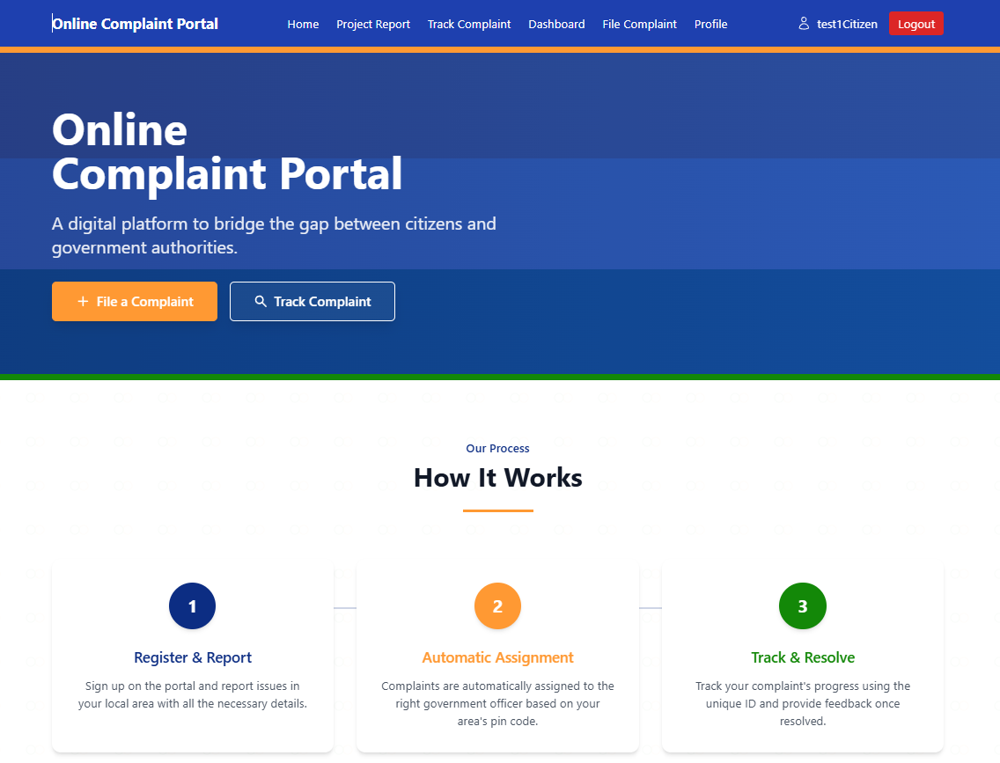 Online Complaint Portal
Home Project Report Track Complaint Dashboard File Complaint Profile
test1Citizen Logout
Online
Complaint Portal
A digital platform to bridge the gap between citizens and
government authorities.
File a Complaint Track Complaint
Our Process
How It Works
1
Register & Report
Sign up on the portal and report issues in
your local area with all the necessary details.
2
Automatic Assignment
Complaints are automatically assigned to the
right government officer based on your
area's pin code.
3
Track & Resolve
Track your complaint's progress using the
unique ID and provide feedback once
resolved.